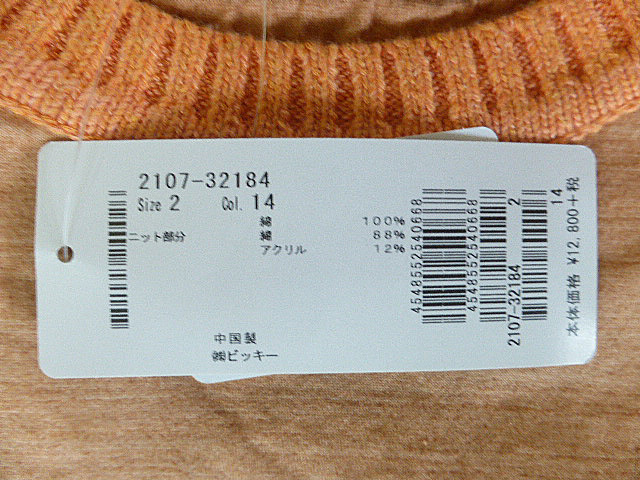 2107-32184
Size 2 Col. 14
綿 100%
ニット部分 綿 88%
アクリル 12%
中国製
㈱ビッキー
4548552540668
4548552540668
2107-32184 2
14
本体価格 ¥12,800+税